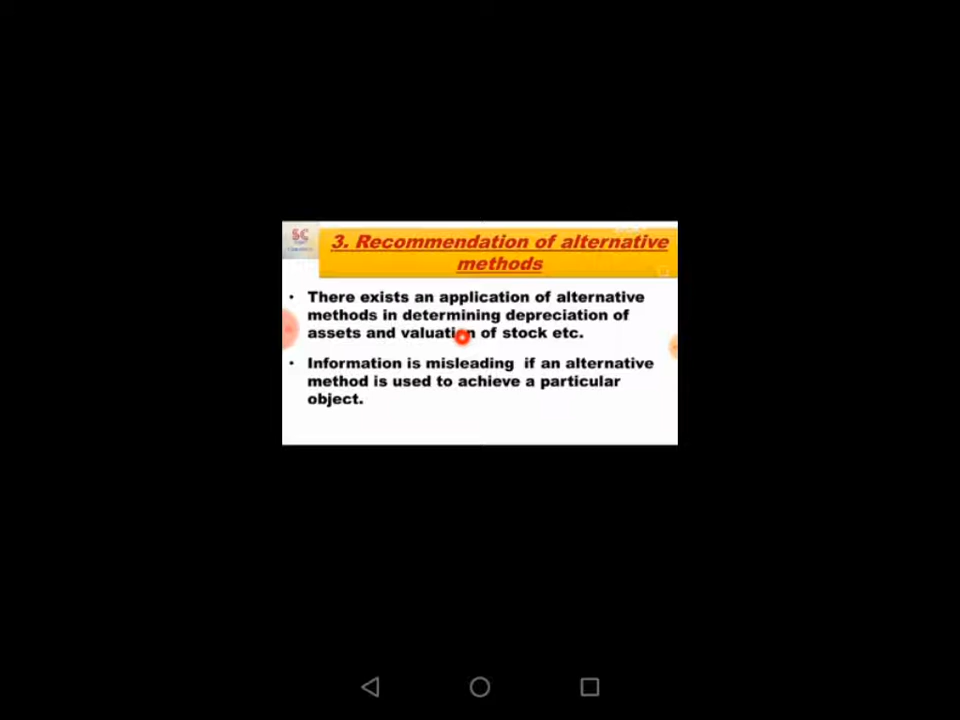 SC
3. Recommendation of alternative
methods
• There exists an application of alternative
methods in determining depreciation of
assets and valuation of stock etc.
• Information is misleading if an alternative
method is used to achieve a particular
object.